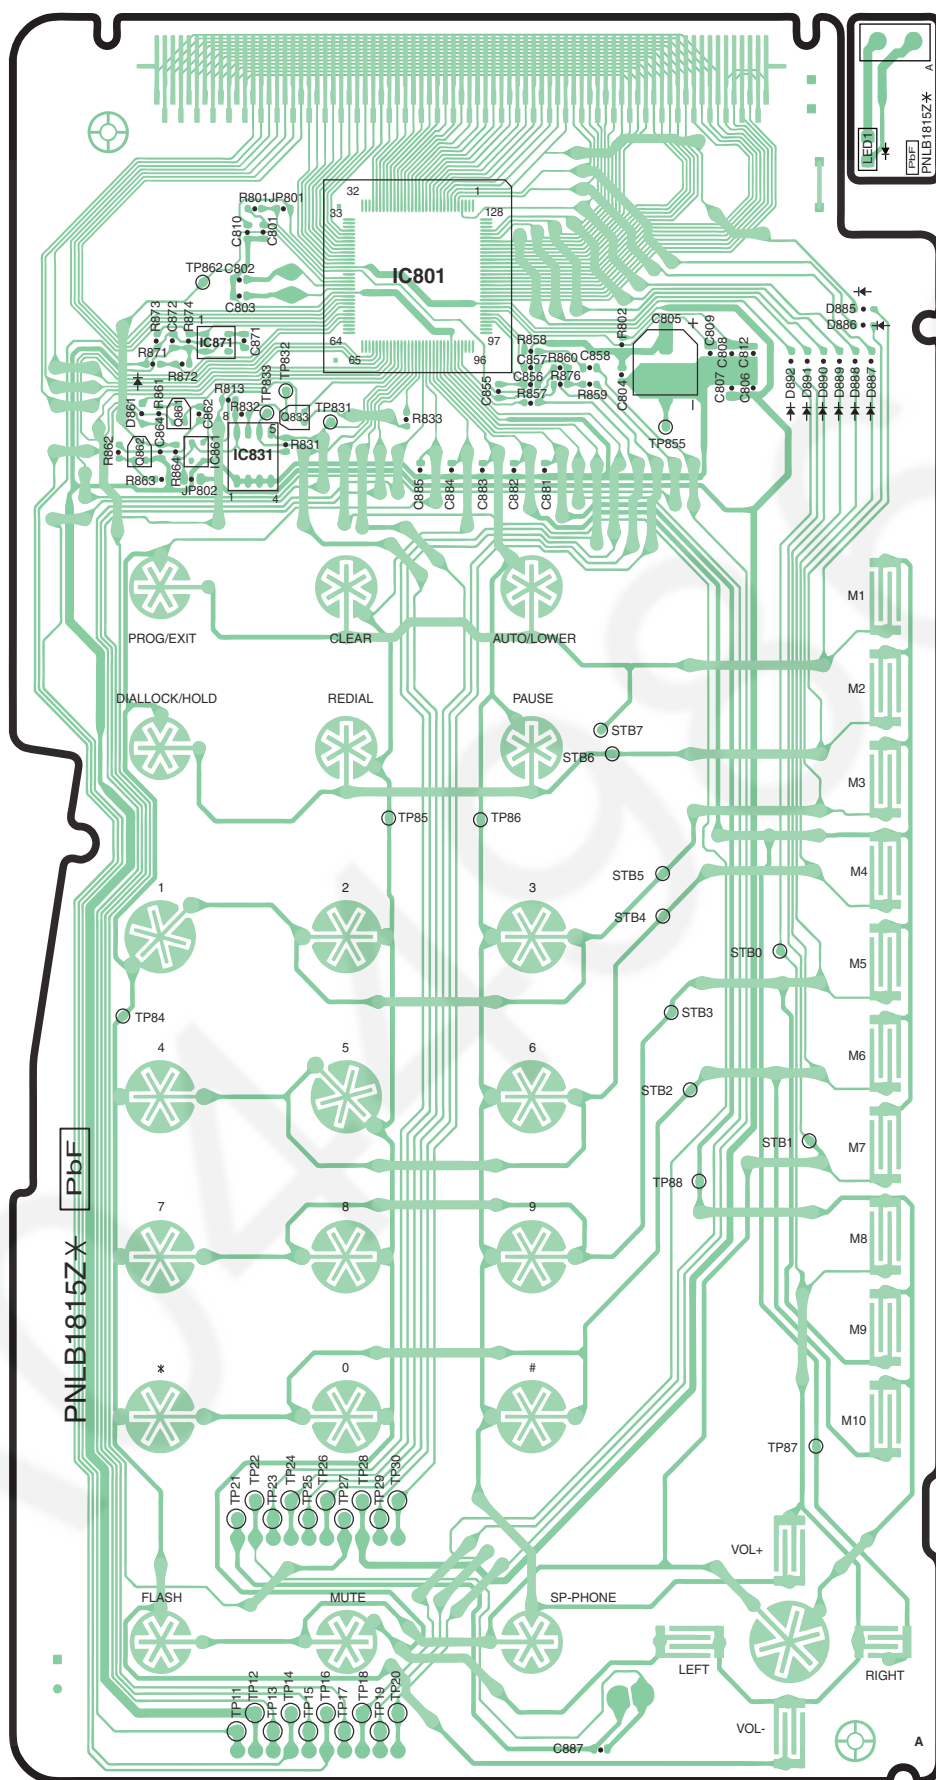 A
LED1
PbF
PNLB1815Z*
32
1
R801 JP801
33
128
C810
C801
IC801
TP862
C802
C803
D885
D886
R873
C872
R874
1
IC871
C871
R802
C805
+
C809
C808
C812
64
65
97
96
R858
C857
R860
C858
R871
R872
TP832
C856
R876
C855
R857
R859
C804
C807
C806
D892
D891
D890
D889
D888
D887
D861
R861
Q861
C862
R813
R832
TP833
Q833
TP831
R833
TP855
8
5
R862
Q862
C864
R864
IC861
IC831
R831
R863
JP802
1
4
C885
C884
C883
C882
C881
PROG/EXIT
CLEAR
AUTO/LOWER
M1
DIALLOCK/HOLD
REDIAL
PAUSE
M2
STB7
STB6
M3
TP85
TP86
STB5
M4
1
2
3
STB4
STB0
M5
TP84
STB3
4
5
6
M6
STB2
STB1
M7
TP88
PbF
PNLB1815Z*
7
8
9
M8
M9
*
0
#
M10
TP87
TP21
TP22
TP23
TP24
TP25
TP26
TP27
TP28
TP29
TP30
VOL+
FLASH
MUTE
SP-PHONE
LEFT
RIGHT
TP11
TP12
TP13
TP14
TP15
TP16
TP17
TP18
TP19
TP20
VOL-
C887
A